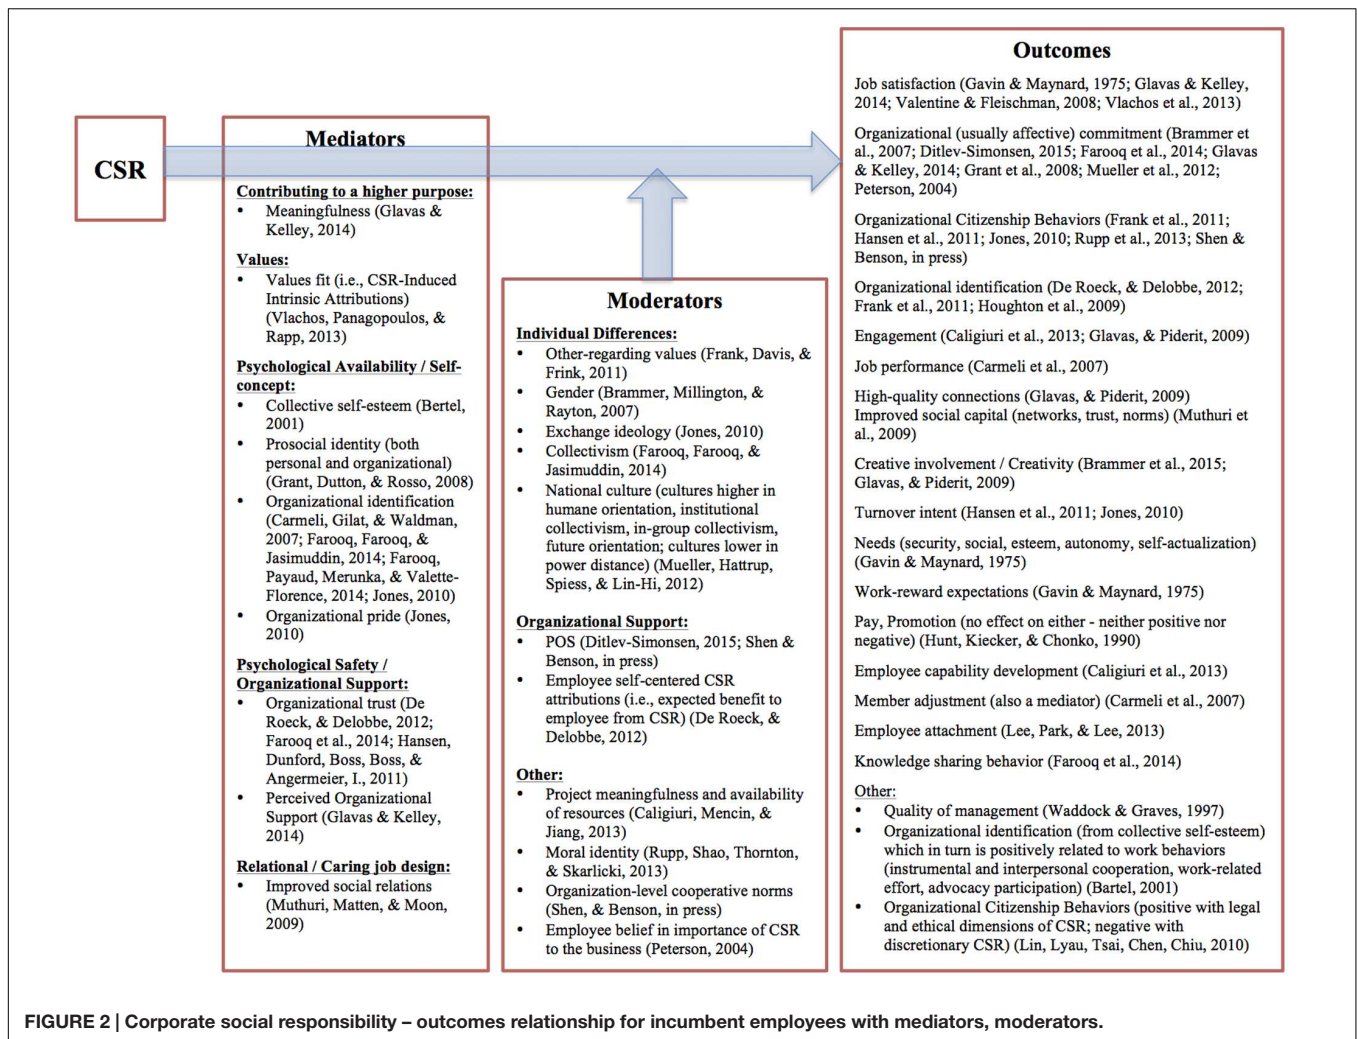 CSR
Mediators
Contributing to a higher purpose:
• Meaningfulness (Glavas &
Kelley, 2014)
Values:
• Values fit (i.e., CSR-Induced
Intrinsic Attributions)
(Vlachos, Panagopoulos, &
Rapp, 2013)
Psychological Availability / Self-
concept:
• Collective self-esteem (Bertel,
2001)
• Prosocial identity (both
personal and organizational)
(Grant, Dutton, & Rosso, 2008)
• Organizational identification
(Carmeli, Gilat, & Waldman,
2007; Farooq, Farooq, &
Jasimuddin, 2014; Farooq,
Payaud, Merunka, & Valette-
Florence, 2014; Jones, 2010)
• Organizational pride (Jones,
2010)
Psychological Safety /
Organizational Support:
• Organizational trust (De
Roeck, & Delobbe, 2012;
Farooq et al., 2014; Hansen,
Dunford, Boss, Boss, &
Angermeier, I., 2011)
• Perceived Organizational
Support (Glavas & Kelley,
2014)
Relational / Caring job design:
• Improved social relations
(Muthuri, Matten, & Moon,
2009)
Moderators
Individual Differences:
• Other-regarding values (Frank, Davis, &
Frink, 2011)
• Gender (Brammer, Millington, &
Rayton, 2007)
• Exchange ideology (Jones, 2010)
• Collectivism (Farooq, Farooq, &
Jasimuddin, 2014)
• National culture (cultures higher in
humane orientation, institutional
collectivism, in-group collectivism,
future orientation; cultures lower in
power distance) (Mueller, Hattrup,
Spiess, & Lin-Hi, 2012)
Organizational Support:
• POS (Ditlev-Simonsen, 2015; Shen &
Benson, in press)
• Employee self-centered CSR
attributions (i.e., expected benefit to
employee from CSR) (De Roeck, &
Delobbe, 2012)
Other:
• Project meaningfulness and availability
of resources (Caligiuri, Mencin, &
Jiang, 2013)
• Moral identity (Rupp, Shao, Thornton,
& Skarlicki, 2013)
• Organization-level cooperative norms
(Shen, & Benson, in press)
• Employee belief in importance of CSR
to the business (Peterson, 2004)
Outcomes
Job satisfaction (Gavin & Maynard, 1975; Glavas & Kelley,
2014; Valentine & Fleischman, 2008; Vlachos et al., 2013)
Organizational (usually affective) commitment (Brammer et
al., 2007; Ditlev-Simonsen, 2015; Farooq et al., 2014; Glavas
& Kelley, 2014; Grant et al., 2008; Mueller et al., 2012;
Peterson, 2004)
Organizational Citizenship Behaviors (Frank et al., 2011;
Hansen et al., 2011; Jones, 2010; Rupp et al., 2013; Shen &
Benson, in press)
Organizational identification (De Roeck, & Delobbe, 2012;
Frank et al., 2011; Houghton et al., 2009)
Engagement (Caligiuri et al., 2013; Glavas, & Piderit, 2009)
Job performance (Carmeli et al., 2007)
High-quality connections (Glavas, & Piderit, 2009)
Improved social capital (networks, trust, norms) (Muthuri et
al., 2009)
Creative involvement / Creativity (Brammer et al., 2015;
Glavas, & Piderit, 2009)
Turnover intent (Hansen et al., 2011; Jones, 2010)
Needs (security, social, esteem, autonomy, self-actualization)
(Gavin & Maynard, 1975)
Work-reward expectations (Gavin & Maynard, 1975)
Pay, Promotion (no effect on either - neither positive nor
negative) (Hunt, Kiecker, & Chonko, 1990)
Employee capability development (Caligiuri et al., 2013)
Member adjustment (also a mediator) (Carmeli et al., 2007)
Employee attachment (Lee, Park, & Lee, 2013)
Knowledge sharing behavior (Farooq et al., 2014)
Other:
• Quality of management (Waddock & Graves, 1997)
• Organizational identification (from collective self-esteem)
which in turn is positively related to work behaviors
(instrumental and interpersonal cooperation, work-related
effort, advocacy participation) (Bartel, 2001)
• Organizational Citizenship Behaviors (positive with legal
and ethical dimensions of CSR; negative with
discretionary CSR) (Lin, Lyau, Tsai, Chen, Chiu, 2010)
FIGURE 2 | Corporate social responsibility – outcomes relationship for incumbent employees with mediators, moderators.